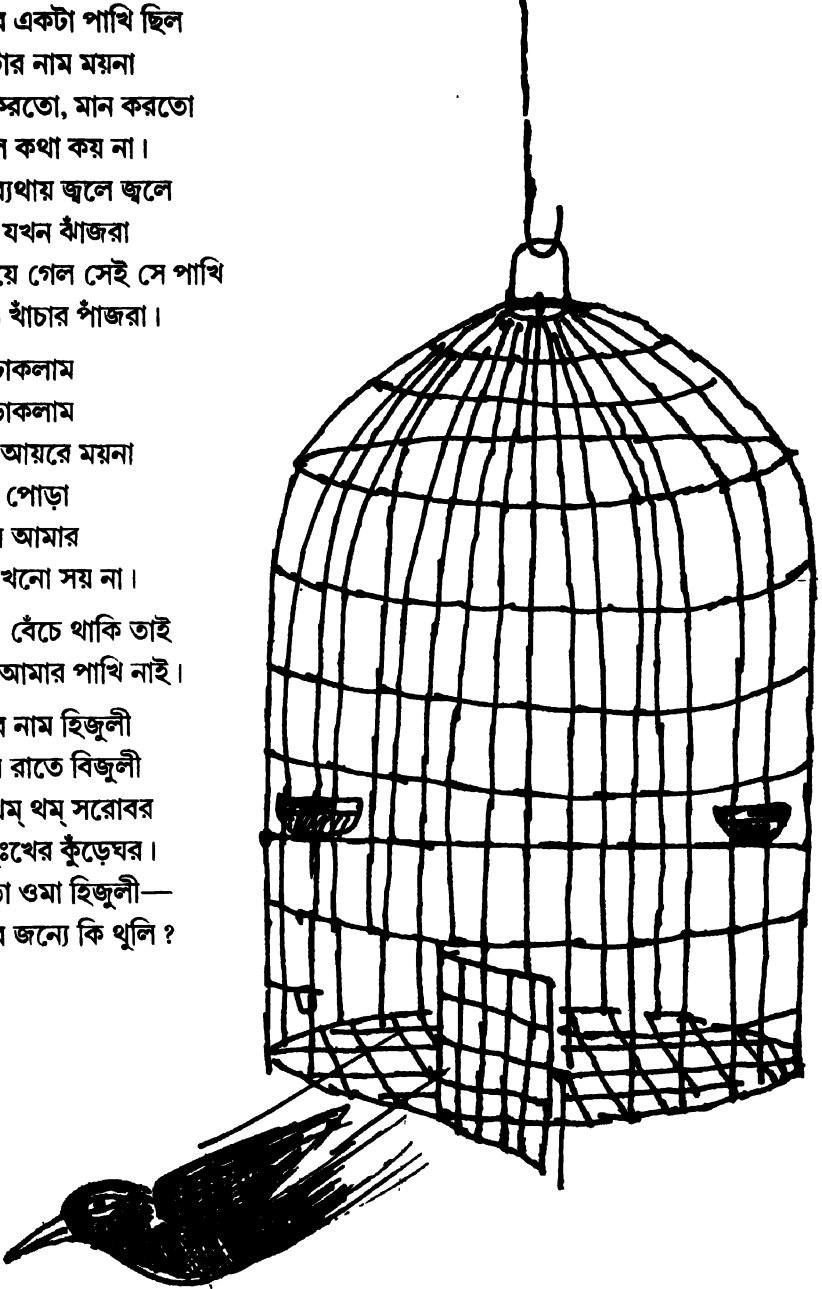 একটা পাখি ছিল
নাম ময়না
করতো, মান করতো
কথা কয় না।
ব্যথায় জ্বলে জ্বলে
যখন ঝাঁজরা
গেল সেই সে পাখি
খাঁচার পাঁজরা।
ডাকলাম
ডাকলাম
আয়রে ময়না
পোড়া
আমার
সয় না।
বেঁচে থাকি তাই
আমার পাখি নাই।
নাম হিজুলী
রাতে বিজুলী
থম্ থম্ সরোবর
কুঁড়েঘর।
ওমা হিজুলী—
জন্যে কি থুলি ?